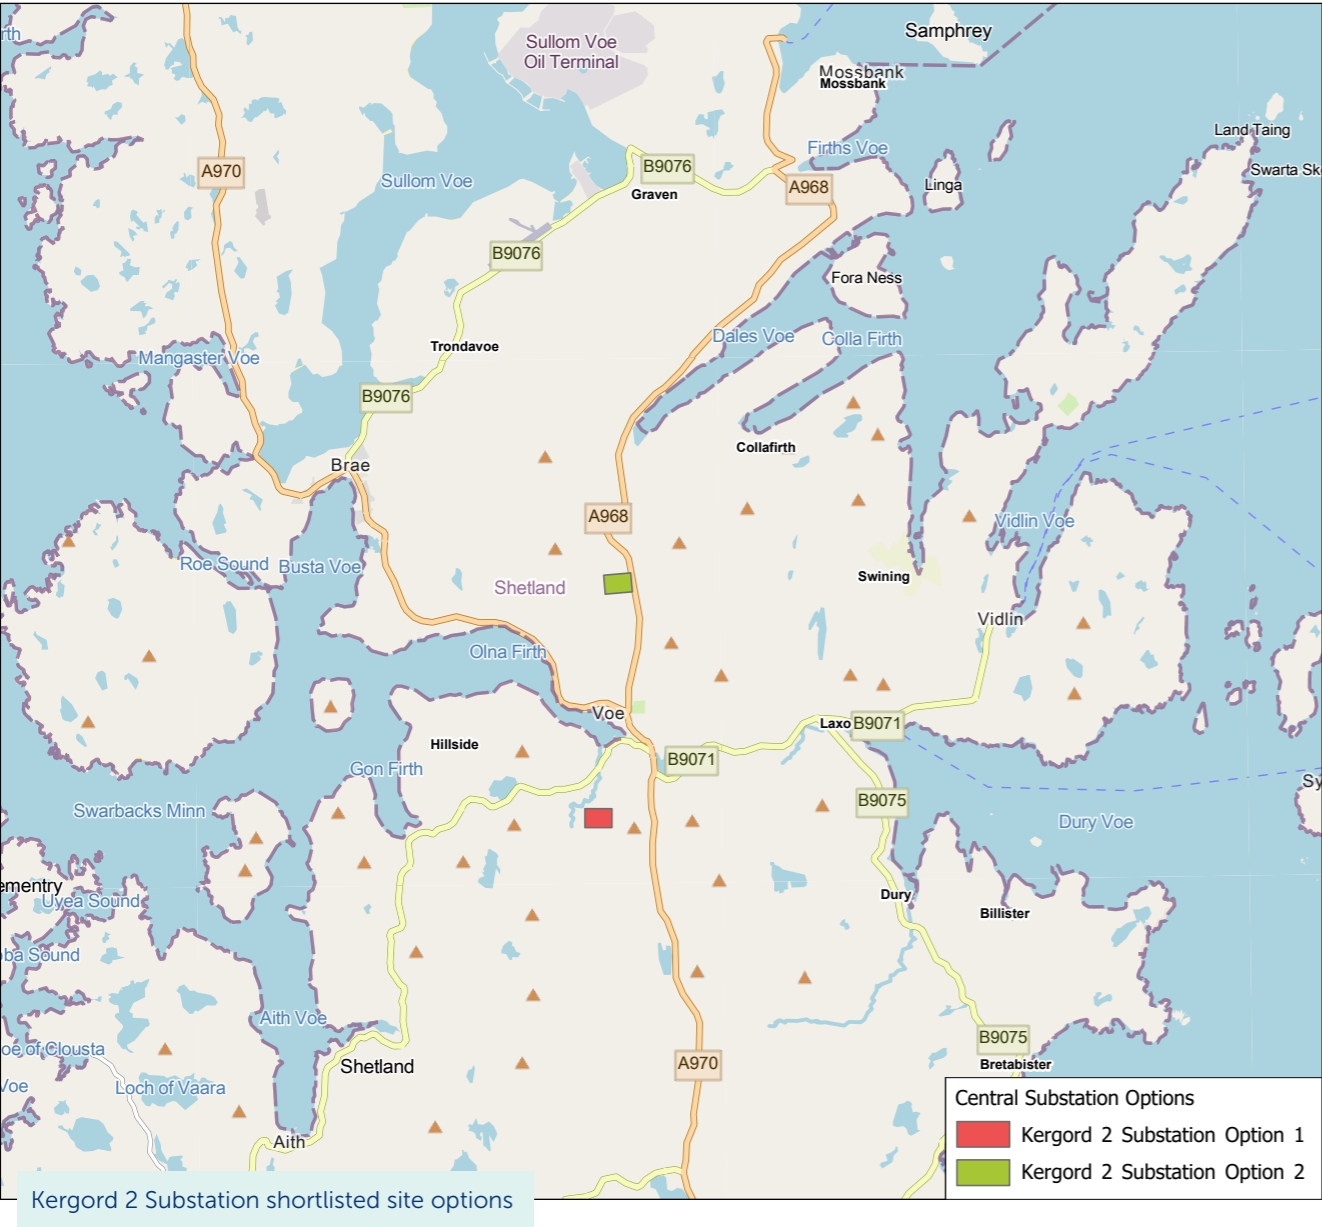 rth
Sullom Voe
Oil Terminal
Samphrey
Mossbank
Mossbank
Land Taing
Firths Voe
Swarta Sk
A970
B9076
Sullom Voe
Graven
A968
Linga
B9076
Fora Ness
Trondavoe
Dales Voe
Colla Firth
Mangaster Voe
B9076
Collafirth
Brae
A968
Vidlin Voe
Roe Sound
Busta Voe
Shetland
Swining
Vidlin
Olna Firth
Voe
Laxo
B9071
Hillside
B9071
Gon Firth
Swarbacks Minn
B9075
Sy
Dury Voe
ementry
Uyea Sound
Dury
Billister
ba Sound
Aith Voe
B9075
oe of Clousta
Shetland
A970
Bretabister
Voe
Loch of Vaara
Aith
Central Substation Options
Kergord 2 Substation Option 1
Kergord 2 Substation Option 2
Kergord 2 Substation shortlisted site options